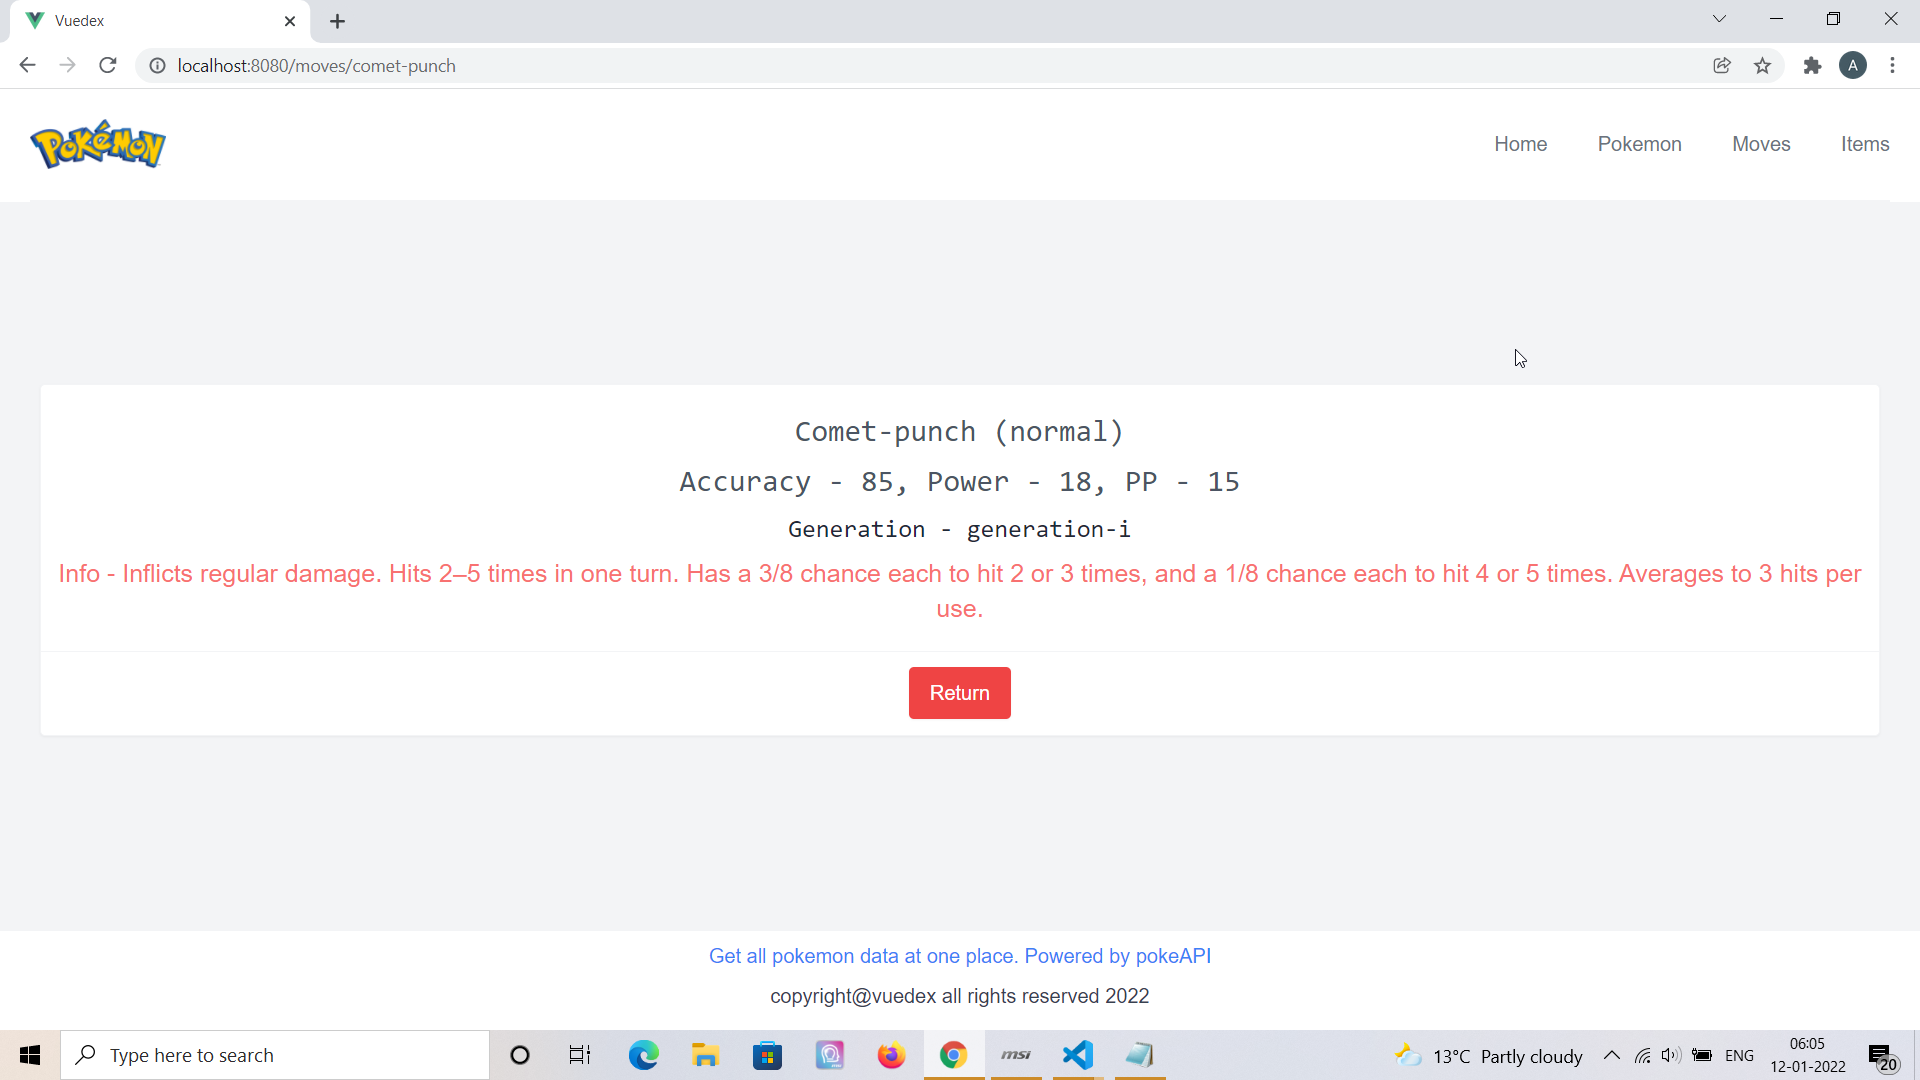 Vuedex
localhost:8080/moves/comet-punch
A
Pokémon
Home
Pokemon
Moves
Items
Comet-punch (normal)
Accuracy - 85, Power - 18, PP - 15
Generation - generation-i
Info - Inflicts regular damage. Hits 2–5 times in one turn. Has a 3/8 chance each to hit 2 or 3 times, and a 1/8 chance each to hit 4 or 5 times. Averages to 3 hits per
use.
Return
Get all pokemon data at one place. Powered by pokeAPI
copyright@vuedex all rights reserved 2022
Type here to search
msi
13°C Partly cloudy
ENG
06:05
12-01-2022
20